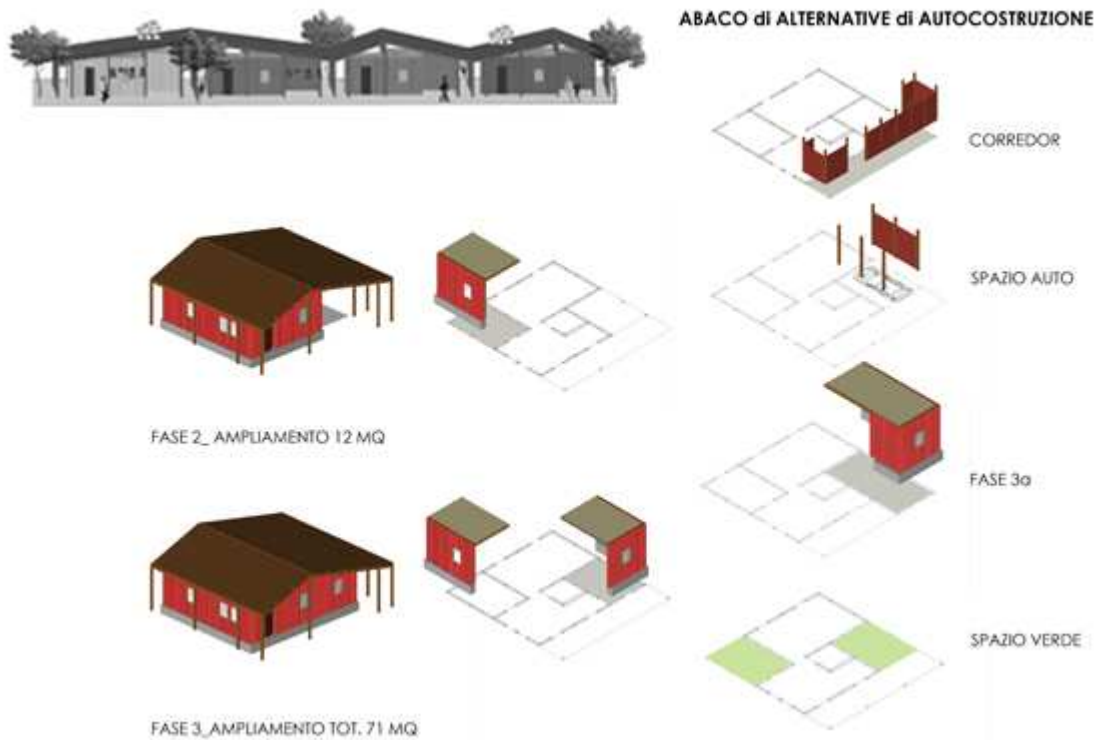 ABACO di ALTERNATIVE di AUTOCOSTRUZIONE
CORREDOR
SPAZIO AUTO
FASE 2_ AMPLIAMENTO 12 MQ
FASE 3a
SPAZIO VERDE
FASE 3_AMPLIAMENTO TOT. 71 MQ